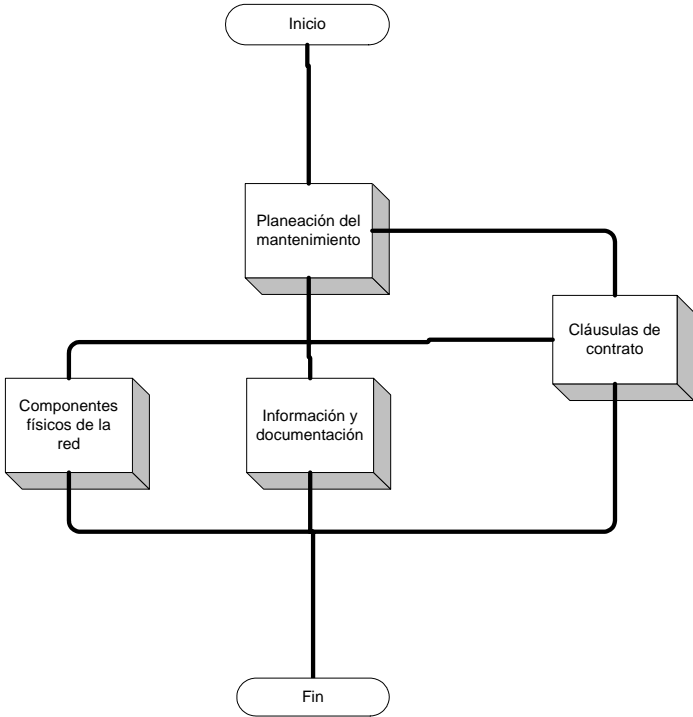 Inicio
Planeación del
mantenimiento
Cláusulas de
contrato
Componentes
físicos de la
red
Información y
documentación
Fin